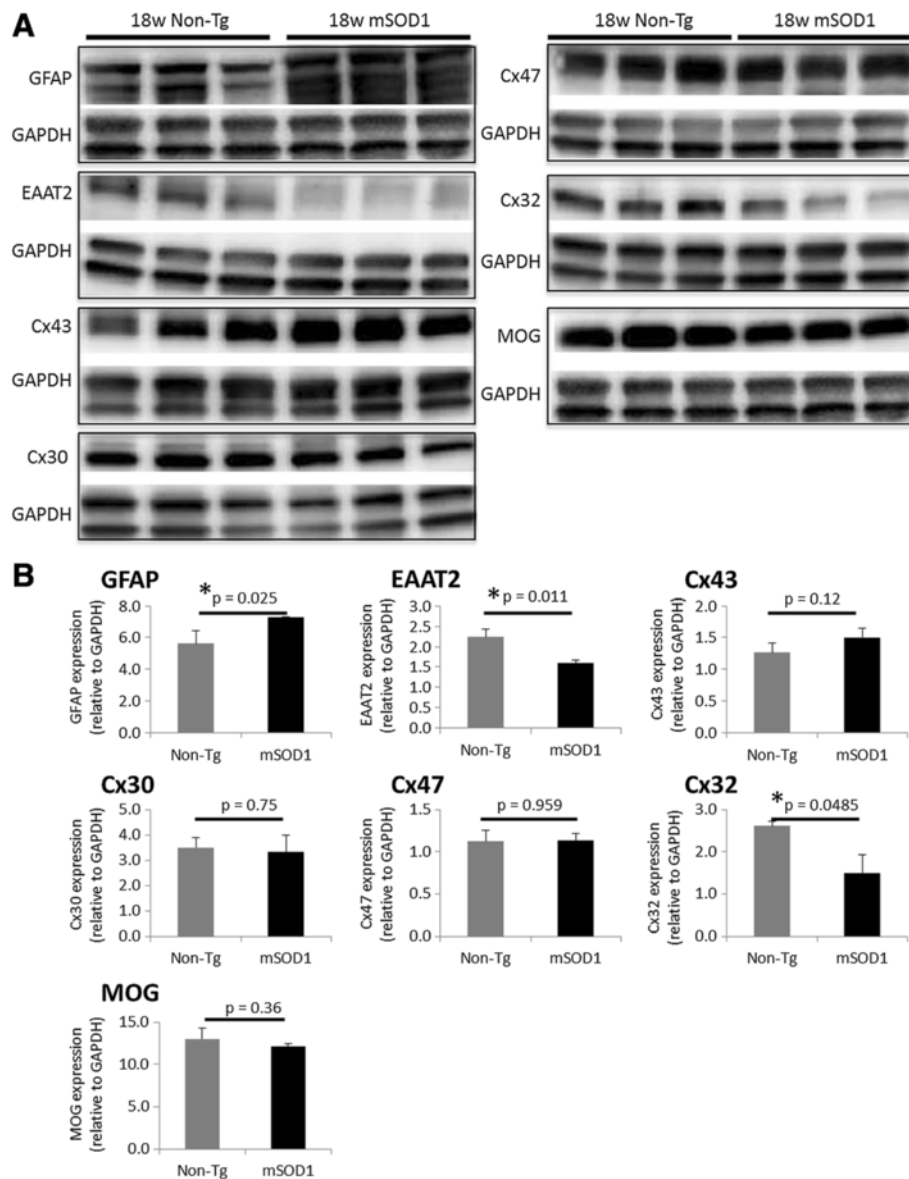 A
18w Non-Tg 18w mSOD1
GFAP
GAPDH
EAAT2
GAPDH
Cx43
GAPDH
Cx30
GAPDH
18w Non-Tg 18w mSOD1
Cx47
GAPDH
Cx32
GAPDH
MOG
GAPDH
B
GFAP
* p = 0.025
GFAP expression
(relative to GAPDH)
8.0
6.0
4.0
2.0
0.0
Non-Tg mSOD1
EAAT2
* p = 0.011
EAAT2 expression
(relative to GAPDH)
3.0
2.5
2.0
1.5
1.0
0.5
0.0
Non-Tg mSOD1
Cx43
p = 0.12
Cx43 expression
(relative to GAPDH)
2.0
1.5
1.0
0.5
0.0
Non-Tg mSOD1
Cx30
p = 0.75
Cx30 expression
(relative to GAPDH)
5.0
4.0
3.0
2.0
1.0
0.0
Non-Tg mSOD1
Cx47
p = 0.959
Cx47 expression
(relative to GAPDH)
1.5
1.0
0.5
0.0
Non-Tg mSOD1
Cx32
*
p = 0.0485
Cx32 expression
(relative to GAPDH)
3.0
2.0
1.0
0.0
Non-Tg mSOD1
MOG
p = 0.36
MOG expression
(relative to GAPDH)
15.0
10.0
5.0
0.0
Non-Tg mSOD1